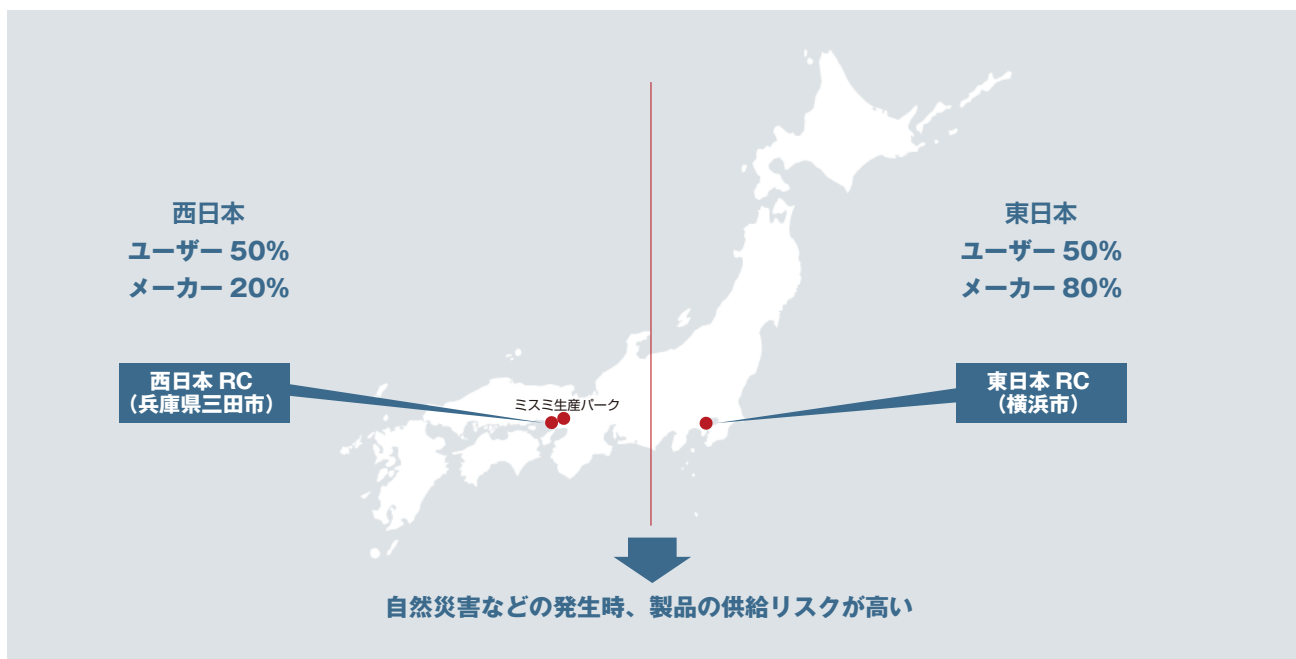 西日本
ユーザー 50%
メーカー 20%
東日本
ユーザー 50%
メーカー 80%
西日本 RC
（兵庫県三田市）
ミスミ生産パーク
東日本 RC
（横浜市）
自然災害などの発生時、製品の供給リスクが高い